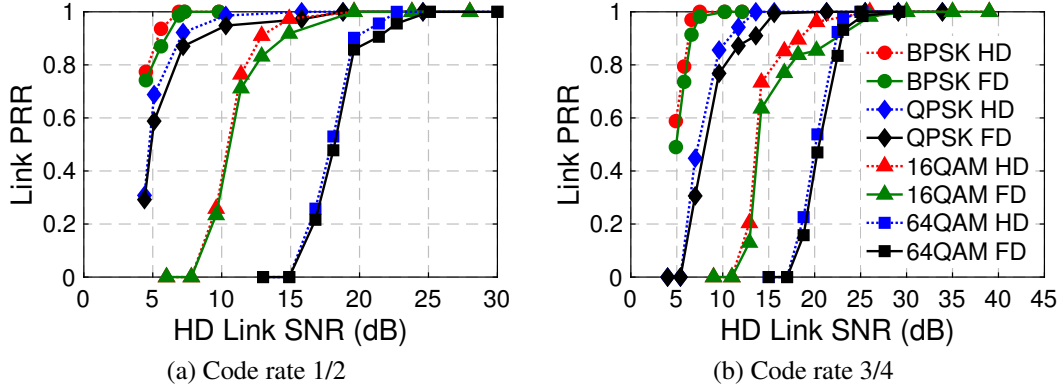 Link PRR
1
0.8
0.6
0.4
0.2
0
0 5 10 15 20 25 30
HD Link SNR (dB)
(a) Code rate 1/2
Link PRR
1
0.8
0.6
0.4
0.2
0
0 5 10 15 20 25 30 35 40 45
HD Link SNR (dB)
BPSK HD
BPSK FD
QPSK HD
QPSK FD
16QAM HD
16QAM FD
64QAM HD
64QAM FD
(b) Code rate 3/4